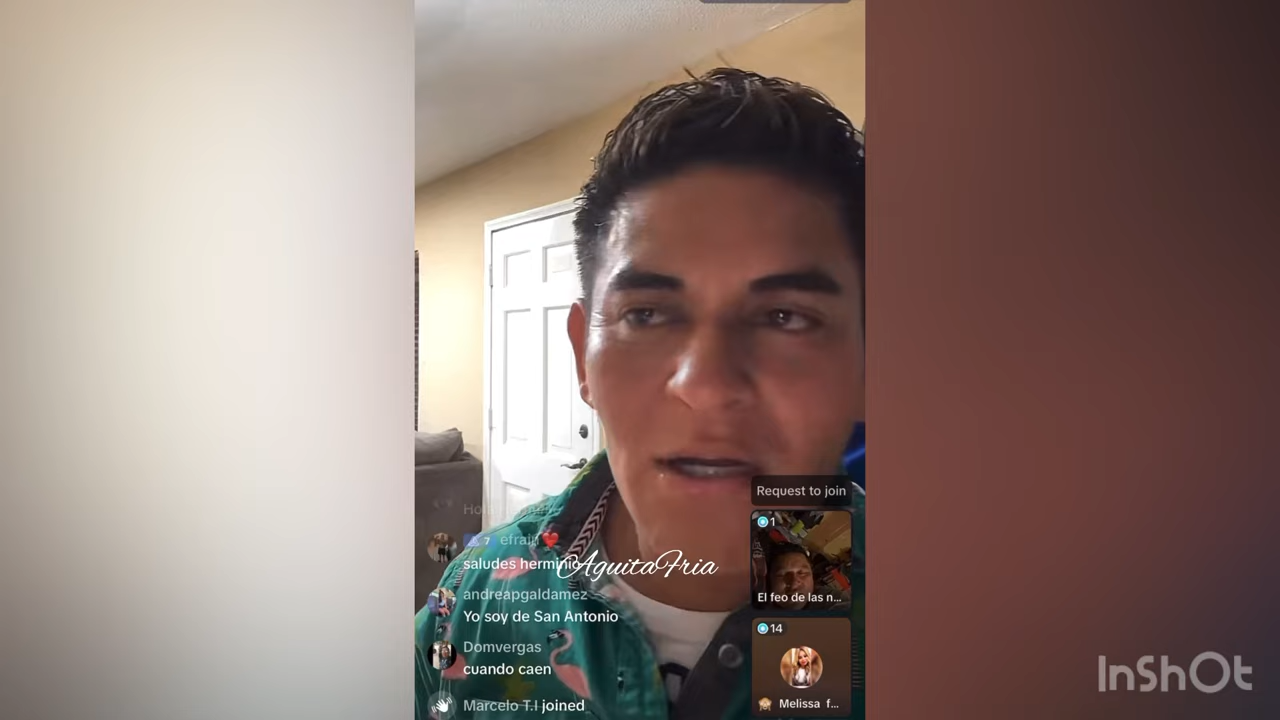 Request to join
1
7 efrain
saludes herminio
AguitaFria
andreapgaldamez
El feo de las n...
Yo soy de San Antonio
14
Domvergas
cuando caen
Melissa f...
Marcelo T.I joined
InShOt